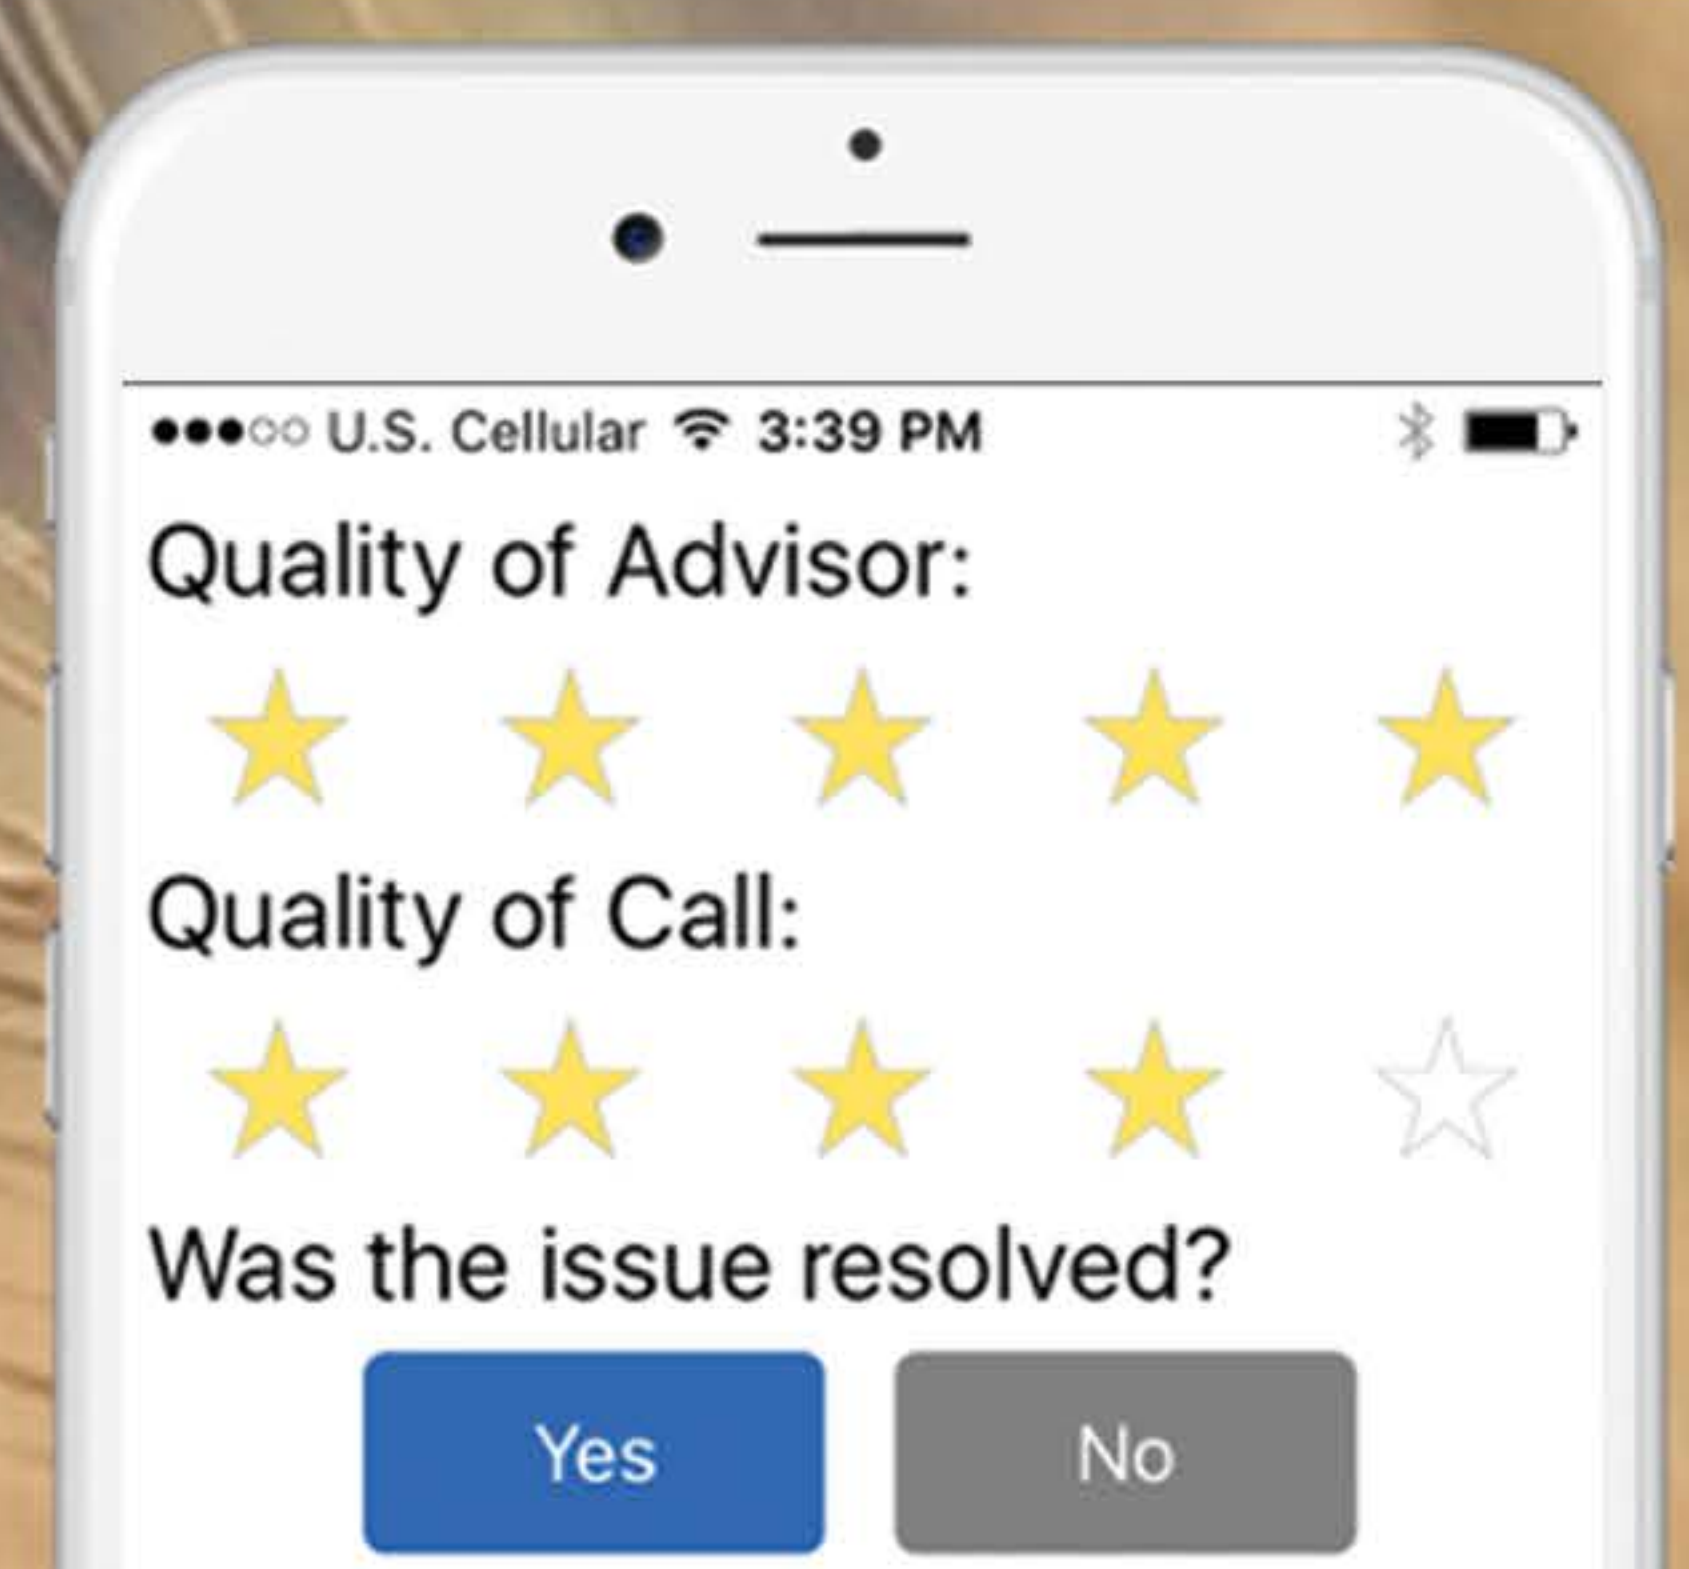 U.S. Cellular 3:39 PM
Quality of Advisor:
Quality of Call:
Was the issue resolved?
Yes No